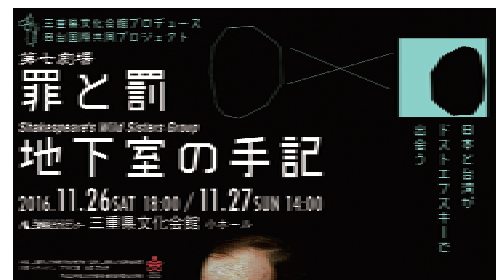 三重県文化会館プロデュース
日台国際共同プロジェクト
第七劇場
罪と罰
Shakespeare's Wild Sisters Group
地下室の手記
2016.11.26SAT 18:00 / 11.27SUN 14:00
三重県文化会館 小ホール
日本と台湾が
ドストエフスキーで
出会う